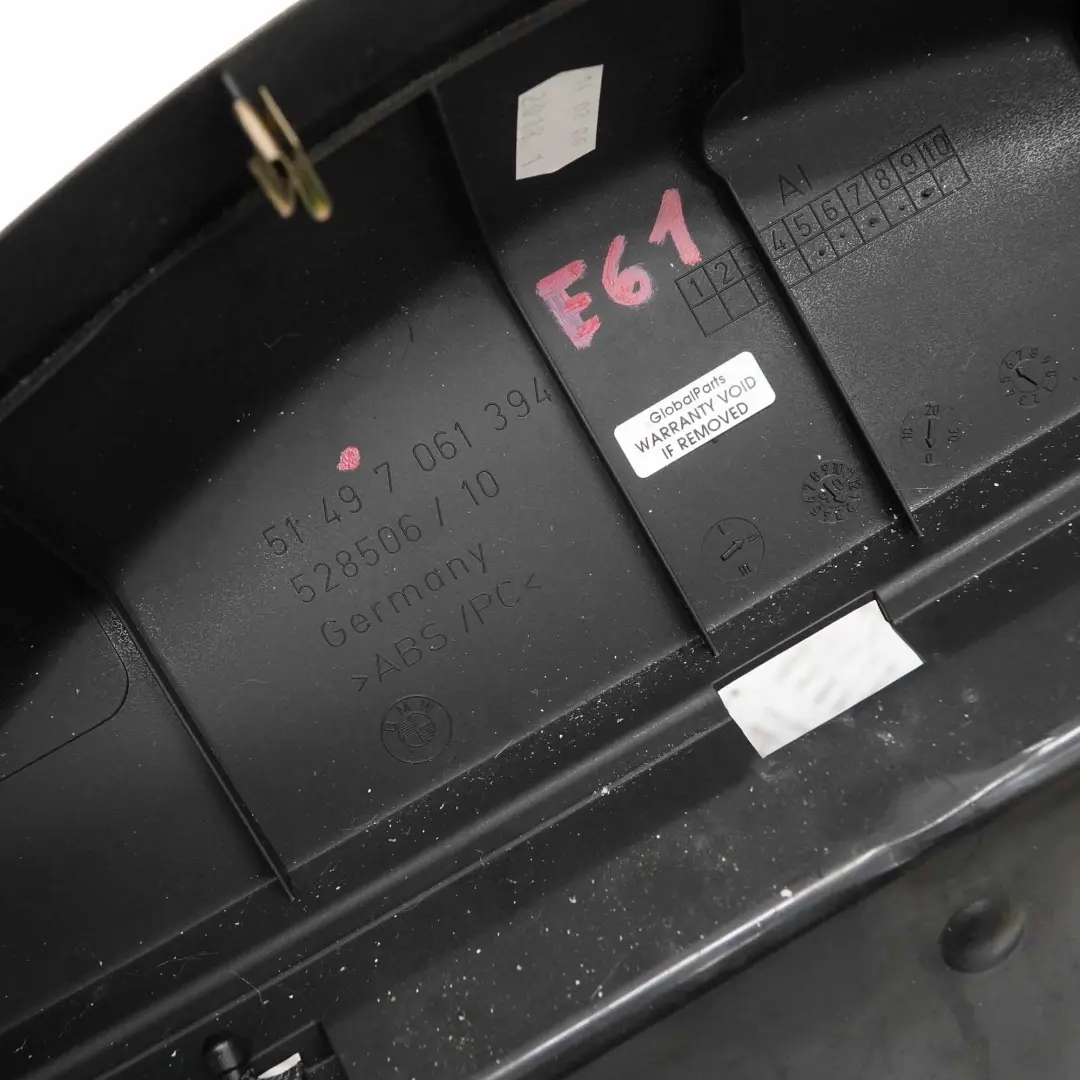 E61
AI
1 2 3 4 5 6 7 8 9 10
GlobalParts
WARRANTY VOID
IF REMOVED
51 49 7 061 394
528506 / 10
Germany
>ABS /PC<
BMW